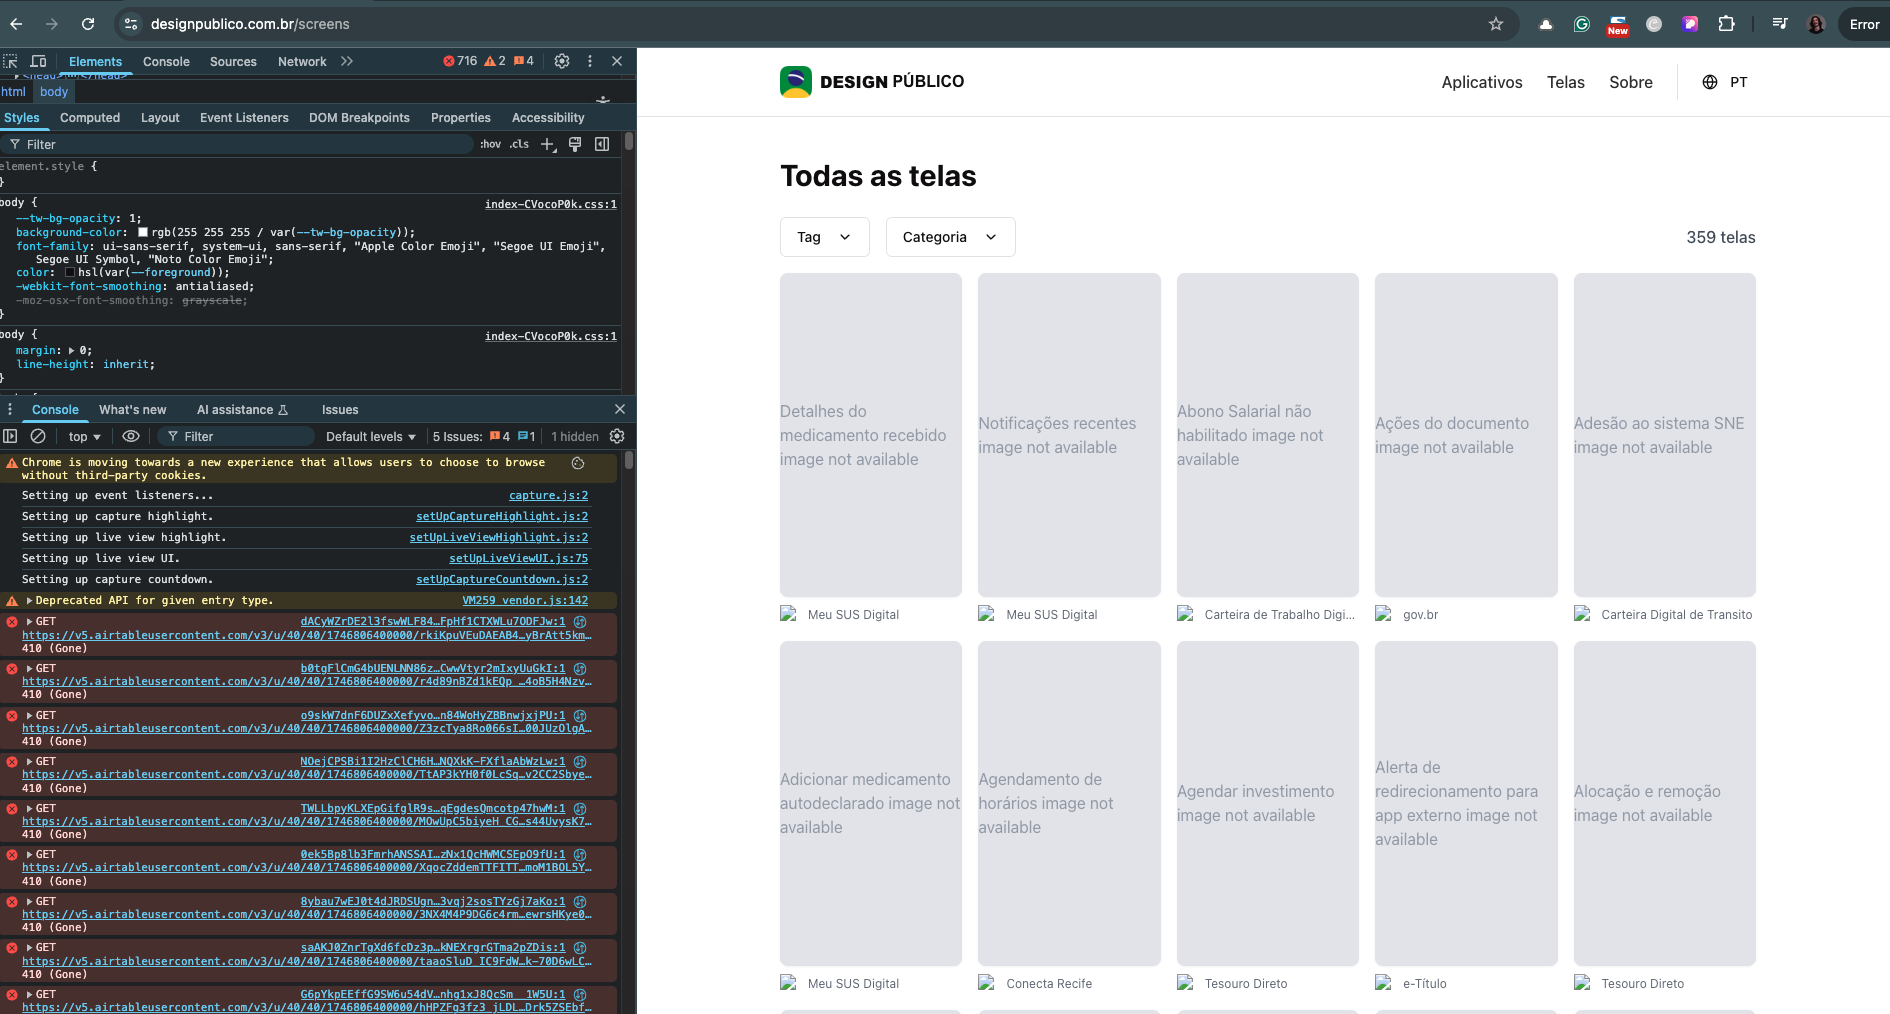 designpublico.com.br/screens
New
Error
Elements
Console
Sources
Network
716
2
4
html
body
Styles
Computed
Layout
Event Listeners
DOM Breakpoints
Properties
Accessibility
Filter
:hov
.cls
element.style {
}
body {
index-CVocoP0k.css:1
--tw-bg-opacity: 1;
background-color: rgb(255 255 255 / var(--tw-bg-opacity));
font-family: ui-sans-serif, system-ui, sans-serif, "Apple Color Emoji", "Segoe UI Emoji",
Segoe UI Symbol, "Noto Color Emoji";
color: hsl(var(--foreground));
-webkit-font-smoothing: antialiased;
-moz-osx-font-smoothing: grayscale;
}
body {
index-CVocoP0k.css:1
margin: 0;
line-height: inherit;
}
Console
What's new
AI assistance
Issues
top
Filter
Default levels
5 Issues:
4
1
1 hidden
Chrome is moving towards a new experience that allows users to choose to browse
without third-party cookies.
Setting up event listeners...
capture.js:2
Setting up capture highlight.
setUpCaptureHighlight.js:2
Setting up live view highlight.
setUpLiveViewHighlight.js:2
Setting up live view UI.
setUpLiveViewUI.js:75
Setting up capture countdown.
setUpCaptureCountdown.js:2
Deprecated API for given entry type.
VM259 vendor.js:142
GET
dACyWZrDE2l3fswWLF84…FpHf1CTXWLu7ODFJw:1
https://v5.airtableusercontent.com/v3/u/40/40/1746806400000/rkiKpuVEuDAEAB4…yBrAtt5km…
410 (Gone)
GET
b0tgFlCmG4bUENLNN86z…CwwVtyr2mIxyUuGkI:1
https://v5.airtableusercontent.com/v3/u/40/40/1746806400000/r4d89nBZd1kEQp_…4oB5H4Nzv…
410 (Gone)
GET
o9skW7dnF6DUZxXefyvo…n84WoHyZBBnwjxjPU:1
https://v5.airtableusercontent.com/v3/u/40/40/1746806400000/Z3zcTya8Ro066sI…00JUzOlgA…
410 (Gone)
GET
NOejCPSBi1I2HzClCH6H…NQXkK-FXflaAbWzLw:1
https://v5.airtableusercontent.com/v3/u/40/40/1746806400000/TtAP3kYH0f0LcSq…v2CC2Sbye…
410 (Gone)
GET
TWLLbpyKLXEpGifglR9s…gEgdesQmcotp47hwM:1
https://v5.airtableusercontent.com/v3/u/40/40/1746806400000/MOwUpC5biyeH_CG…s44UvysK7…
410 (Gone)
GET
0ek5Bp8lb3FmrhANSSAI…zNx1QcHWMCSEpO9fU:1
https://v5.airtableusercontent.com/v3/u/40/40/1746806400000/XqocZddemTTFITT…moM1BOL5Y…
410 (Gone)
GET
8ybau7wEJ0t4dJRDSUgn…3vqj2sosTYzGj7aKo:1
https://v5.airtableusercontent.com/v3/u/40/40/1746806400000/3NX4M4P9DG6c4rm…ewrsHKye0…
410 (Gone)
GET
saAKJ0ZnrTgXd6fcDz3p…kNEXrgrGTma2pZDis:1
https://v5.airtableusercontent.com/v3/u/40/40/1746806400000/taaoSluD_IC9FdW…k-70D6wLC…
410 (Gone)
GET
G6pYkpEEffG9SW6u54dV…nhg1xJ8QcSm__1W5U:1
https://v5.airtableusercontent.com/v3/u/40/40/1746806400000/hHPZFg3fz3_jLDL…Drk5ZSEbf…
DESIGN PÚBLICO
Aplicativos
Telas
Sobre
PT
Todas as telas
Tag
Categoria
359 telas
Detalhes do
medicamento recebido
image not available
Notificações recentes
image not available
Abono Salarial não
habilitado image not
available
Ações do documento
image not available
Adesão ao sistema SNE
image not available
Meu SUS Digital
Meu SUS Digital
Carteira de Trabalho Digi...
gov.br
Carteira Digital de Transito
Adicionar medicamento
autodeclarado image not
available
Agendamento de
horários image not
available
Agendar investimento
image not available
Alerta de
redirecionamento para
app externo image not
available
Alocação e remoção
image not available
Meu SUS Digital
Conecta Recife
Tesouro Direto
e-Título
Tesouro Direto